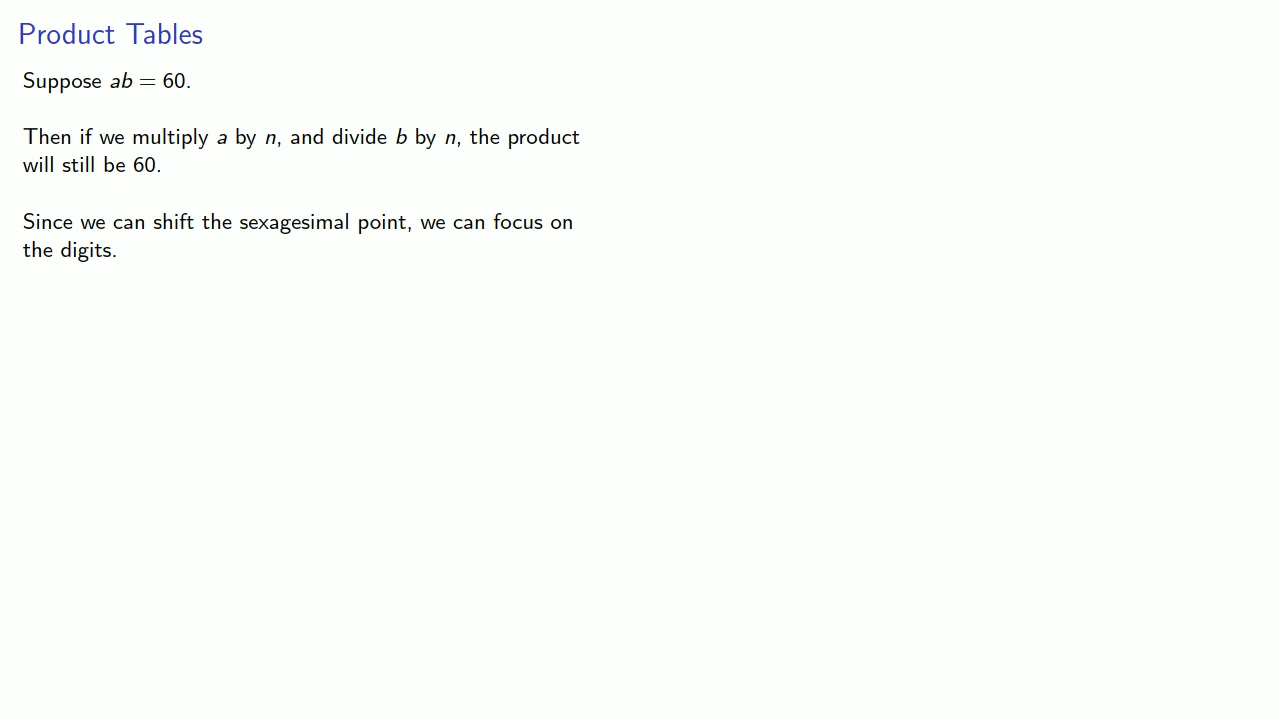 Product Tables
Suppose ab = 60.
Then if we multiply a by n, and divide b by n, the product
will still be 60.
Since we can shift the sexagesimal point, we can focus on
the digits.